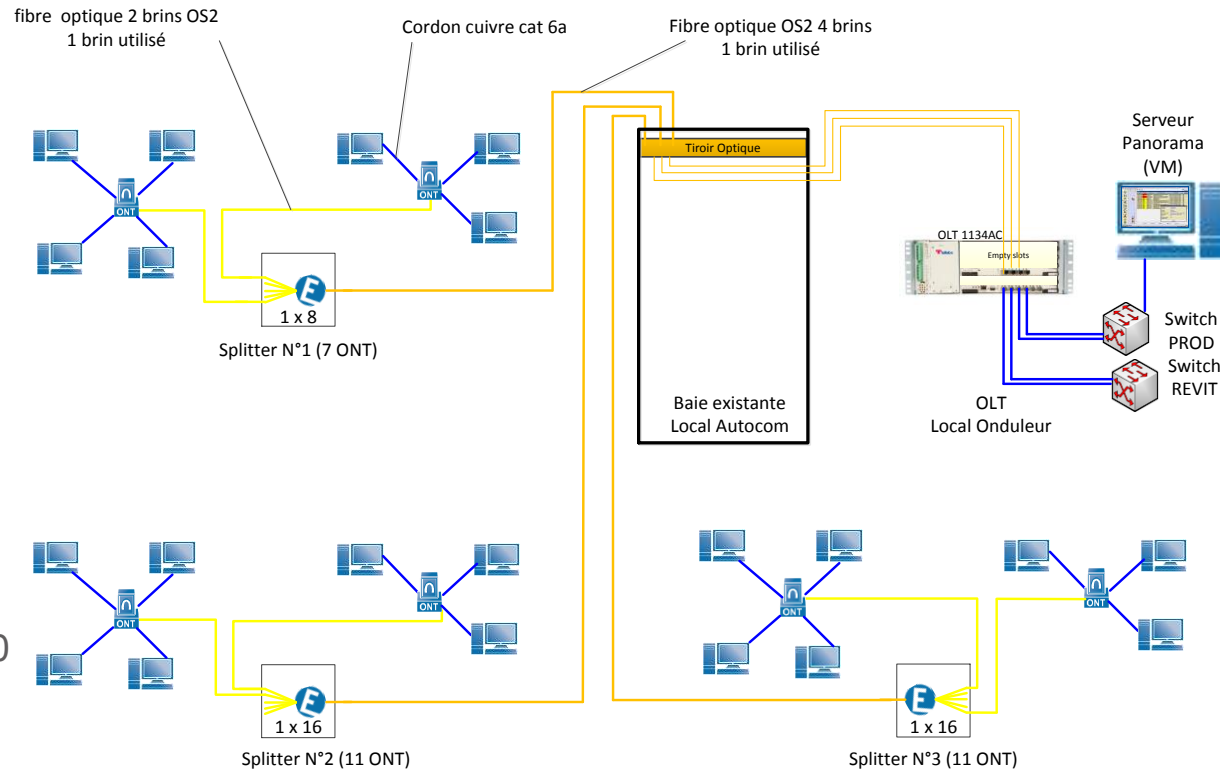 fibre optique 2 brins OS2
1 brin utilisé
Cordon cuivre cat 6a
Fibre optique OS2 4 brins
1 brin utilisé
Tiroir Optique
Serveur
Panorama
(VM)
OLT 1134AC
Empty slots
ONT
ONT
1 x 8
Splitter N°1 (7 ONT)
Baie existante
Local Autocom
OLT
Local Onduleur
Switch
PROD
Switch
REVIT
ONT
ONT
1 x 16
Splitter N°2 (11 ONT)
ONT
ONT
1 x 16
Splitter N°3 (11 ONT)